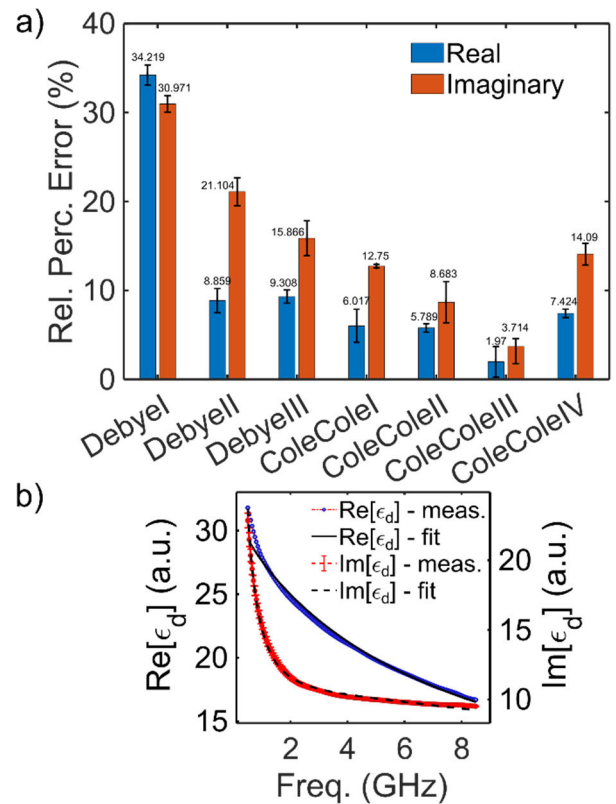 a)
40
30
20
10
0
Rel. Perc. Error (%)
Real
Imaginary
34.219
30.971
8.859
21.104
9.308
15.866
6.017
12.75
5.789
8.683
1.97
3.714
7.424
14.09
DebyeI
DebyeII
DebyeIII
ColeColeI
ColeColeII
ColeColeIII
ColeColeIV
b)
Re[ϵd] - meas.
Re[ϵd] - fit
Im[ϵd] - meas.
Im[ϵd] - fit
30
25
20
15
Re[ϵd] (a.u.)
20
15
10
Im[ϵd] (a.u.)
2 4 6 8
Freq. (GHz)